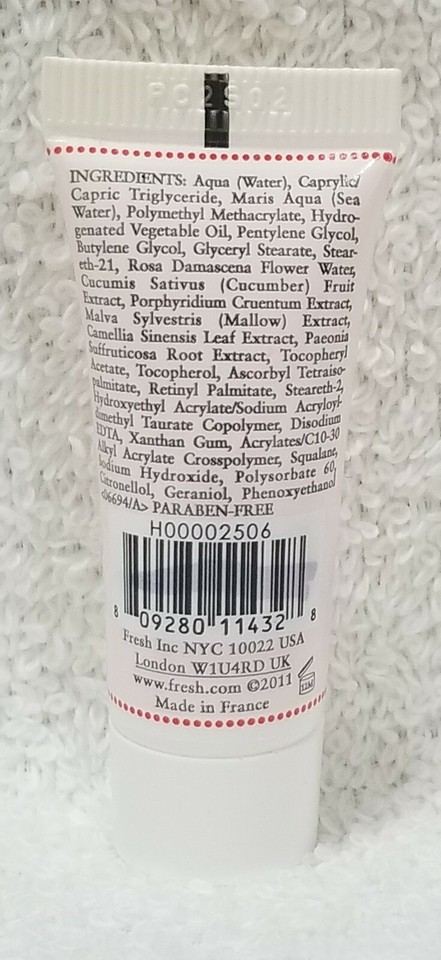 PC2S02
INGREDIENTS: Aqua (Water), Caprylic/
Capric Triglyceride, Maris Aqua (Sea
Water), Polymethyl Methacrylate, Hydro-
genated Vegetable Oil, Pentylene Glycol,
Butylene Glycol, Glyceryl Stearate, Stear-
eth-21, Rosa Damascena Flower Water,
Cucumis Sativus (Cucumber) Fruit
Extract, Porphyridium Cruentum Extract,
Malva Sylvestris (Mallow) Extract,
Camellia Sinensis Leaf Extract, Paeonia
Suffruticosa Root Extract, Tocopheryl
Acetate, Tocopherol, Ascorbyl Tetraiso-
palmitate, Retinyl Palmitate, Steareth-2,
Hydroxyethyl Acrylate/Sodium Acryloyl-
dimethyl Taurate Copolymer, Disodium
EDTA, Xanthan Gum, Acrylates/C10-30
Alkyl Acrylate Crosspolymer, Squalane,
Sodium Hydroxide, Polysorbate 60,
Citronellol, Geraniol, Phenoxyethanol
<06694/A> PARABEN-FREE
H00002506
8 09280 11432 8
Fresh Inc NYC 10022 USA
London W1U4RD UK
www.fresh.com ©2011 12M
Made in France